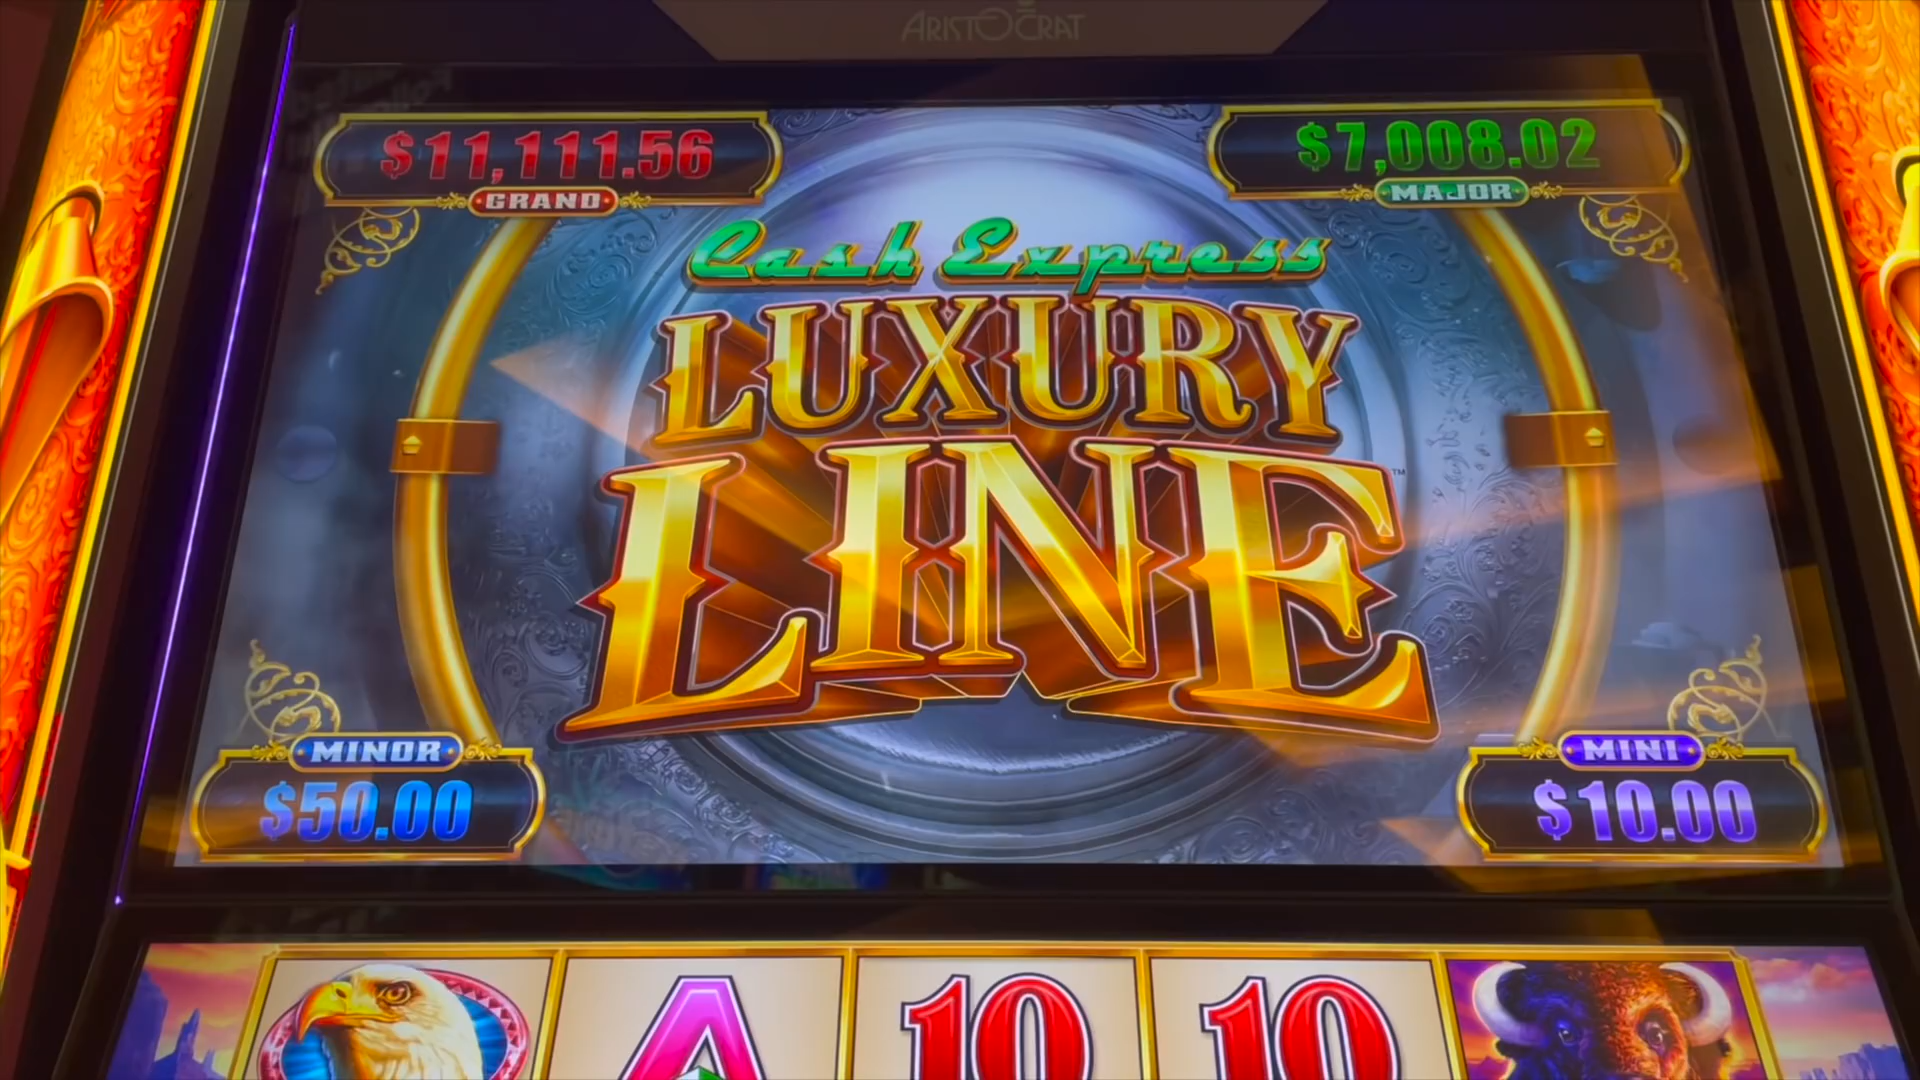 ARISTOCRAT
$11,111.56
GRAND
$7,008.02
MAJOR
Cash Express
LUXURY
LINE™
MINOR
$50.00
MINI
$10.00
A
10
10